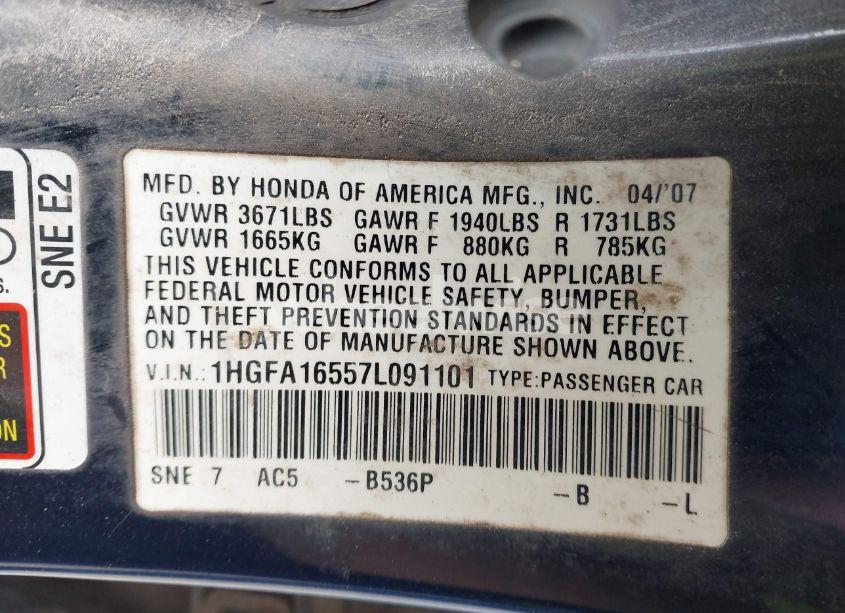 MFD. BY HONDA OF AMERICA MFG., INC. 04/'07
GVWR 3671LBS GAWR F 1940LBS R 1731LBS
GVWR 1665KG GAWR F 880KG R 785KG
THIS VEHICLE CONFORMS TO ALL APPLICABLE
FEDERAL MOTOR VEHICLE SAFETY, BUMPER,
AND THEFT PREVENTION STANDARDS IN EFFECT
ON THE DATE OF MANUFACTURE SHOWN ABOVE.
V.I.N.: 1HGFA16557L091101 TYPE:PASSENGER CAR
SNE 7 AC5 -B536P -B -L
SNE E2